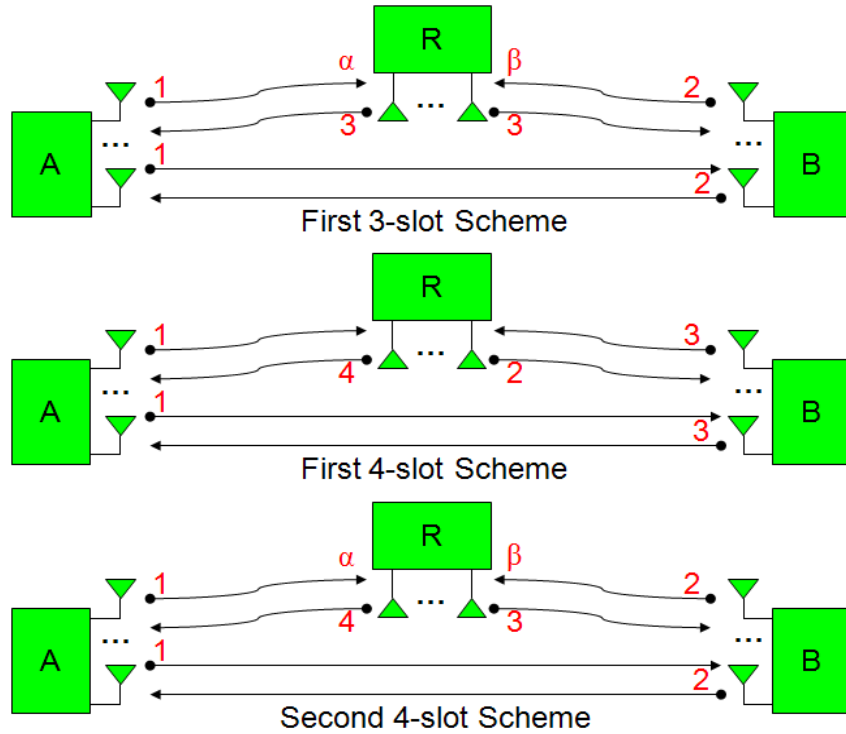 R
α β
1 2
... 
3 3
A ... ... B
1
2
First 3-slot Scheme
R
1 3
...
4 2
A ... ... B
1
3
First 4-slot Scheme
R
α β
1 2
...
4 3
A ... ... B
1
2
Second 4-slot Scheme